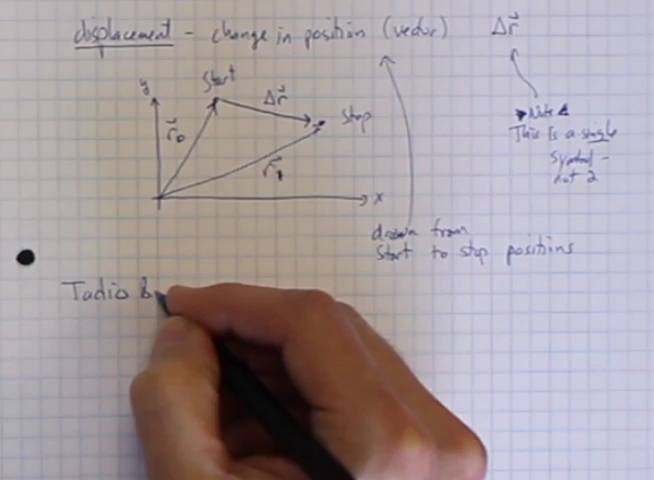 displacement - change in position (vector) Δr⃗
Start
y
Δr⃗
Stop
r⃗₀
r⃗₁
x
Note
This is a single
symbol -
not 2
drawn from
start to stop positions
Tadio